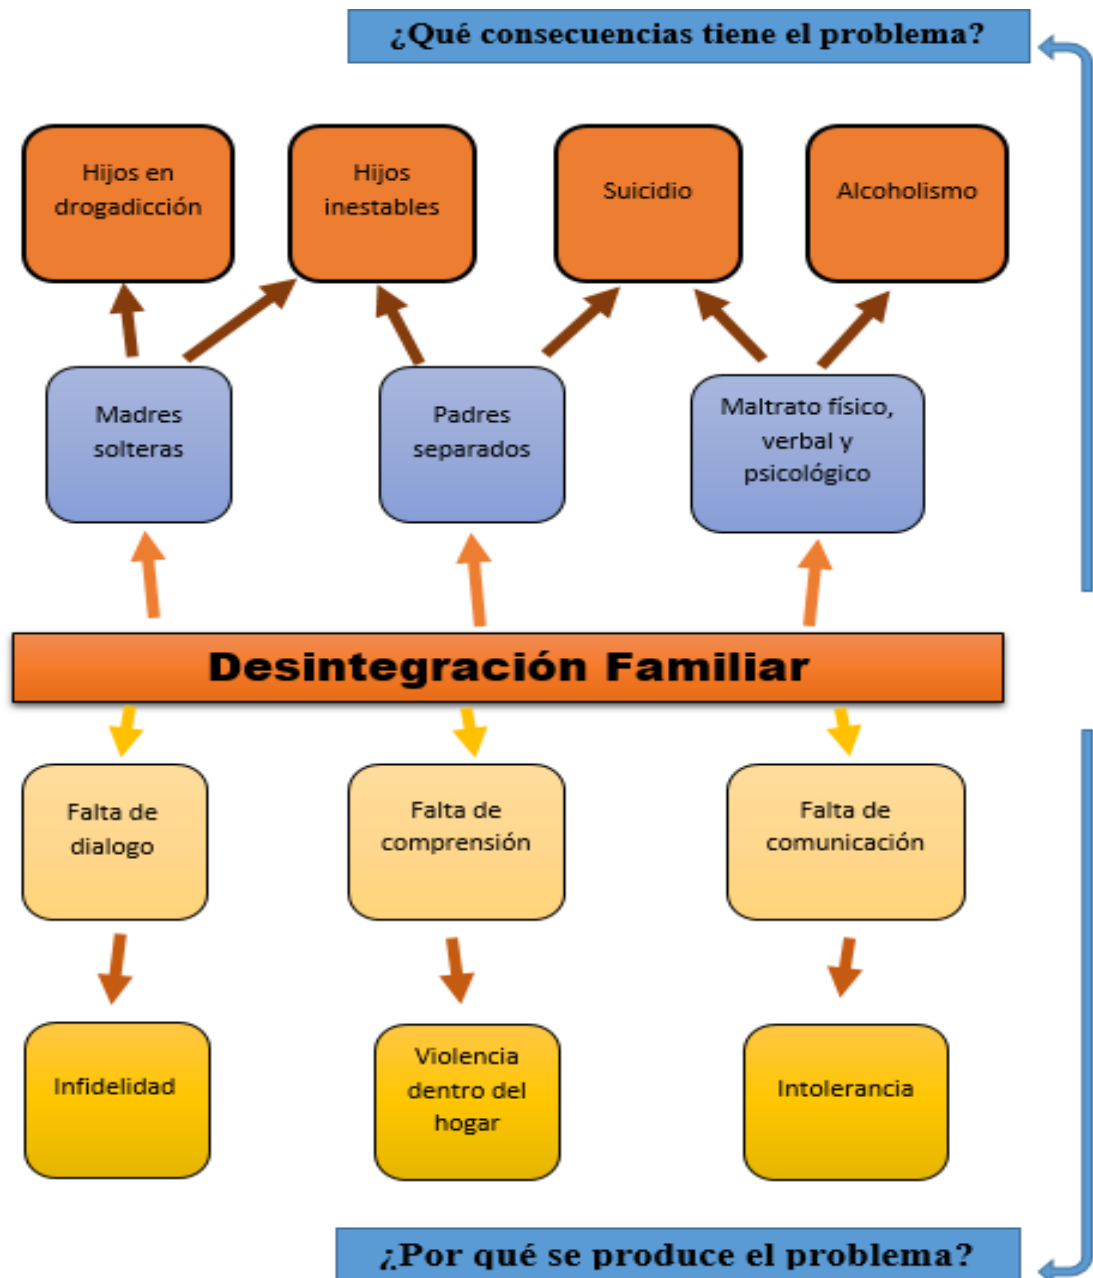 ¿Qué consecuencias tiene el problema?
Hijos en
drogadicción
Hijos
inestables
Suicidio
Alcoholismo
Madres
solteras
Padres
separados
Maltrato físico,
verbal y
psicológico
Desintegración Familiar
Falta de
dialogo
Falta de
comprensión
Falta de
comunicación
Infidelidad
Violencia
dentro del
hogar
Intolerancia
¿Por qué se produce el problema?